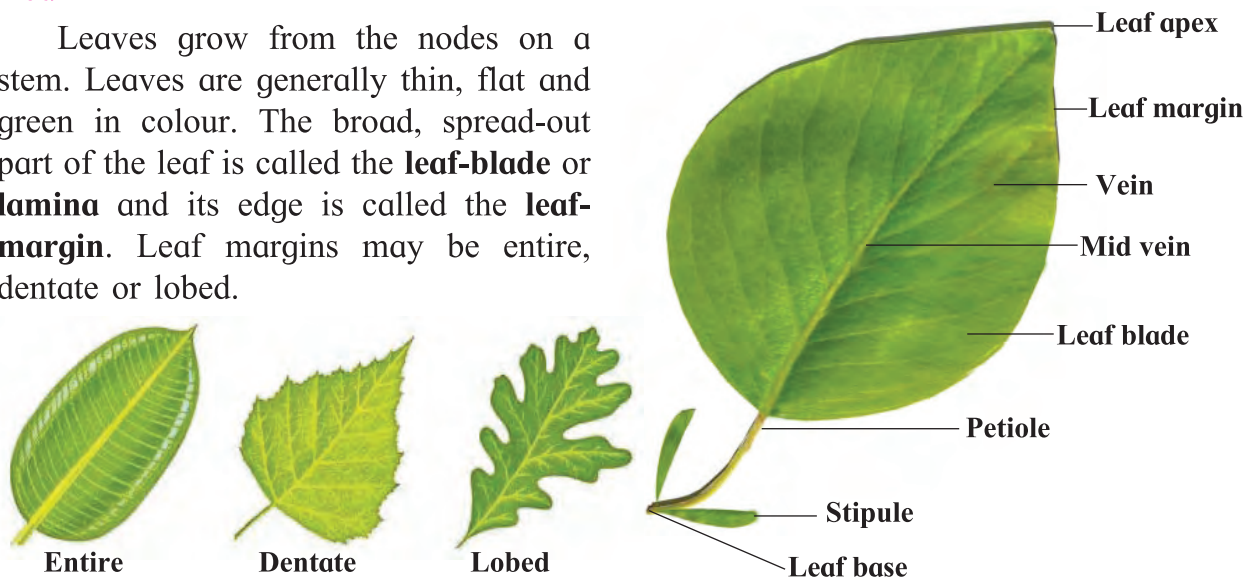 Leaves grow from the nodes on a
stem. Leaves are generally thin, flat and
green in colour. The broad, spread-out
part of the leaf is called the leaf-blade or
lamina and its edge is called the leaf-
margin. Leaf margins may be entire,
dentate or lobed.
Entire
Dentate
Lobed
Leaf apex
Leaf margin
Vein
Mid vein
Leaf blade
Petiole
Stipule
Leaf base